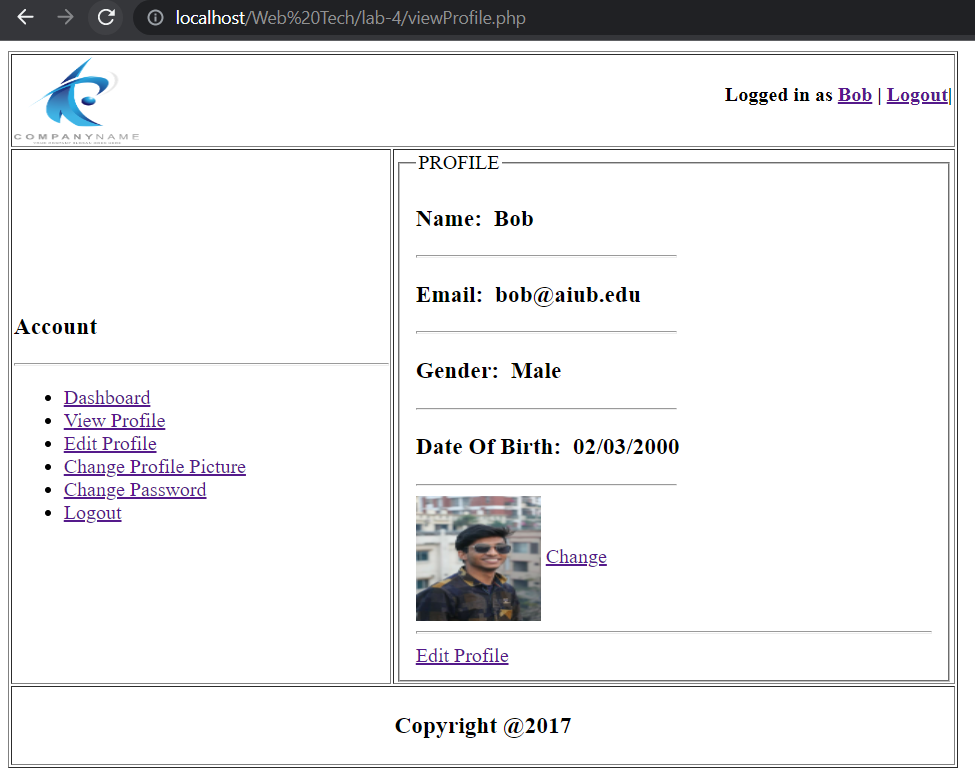 localhost/Web%20Tech/lab-4/viewProfile.php
COMPANYNAME
Logged in as Bob | Logout|
PROFILE
Name: Bob
Email: bob@aiub.edu
Gender: Male
Date Of Birth: 02/03/2000
Account
Dashboard
View Profile
Edit Profile
Change Profile Picture
Change Password
Logout
Change
Edit Profile
Copyright @2017